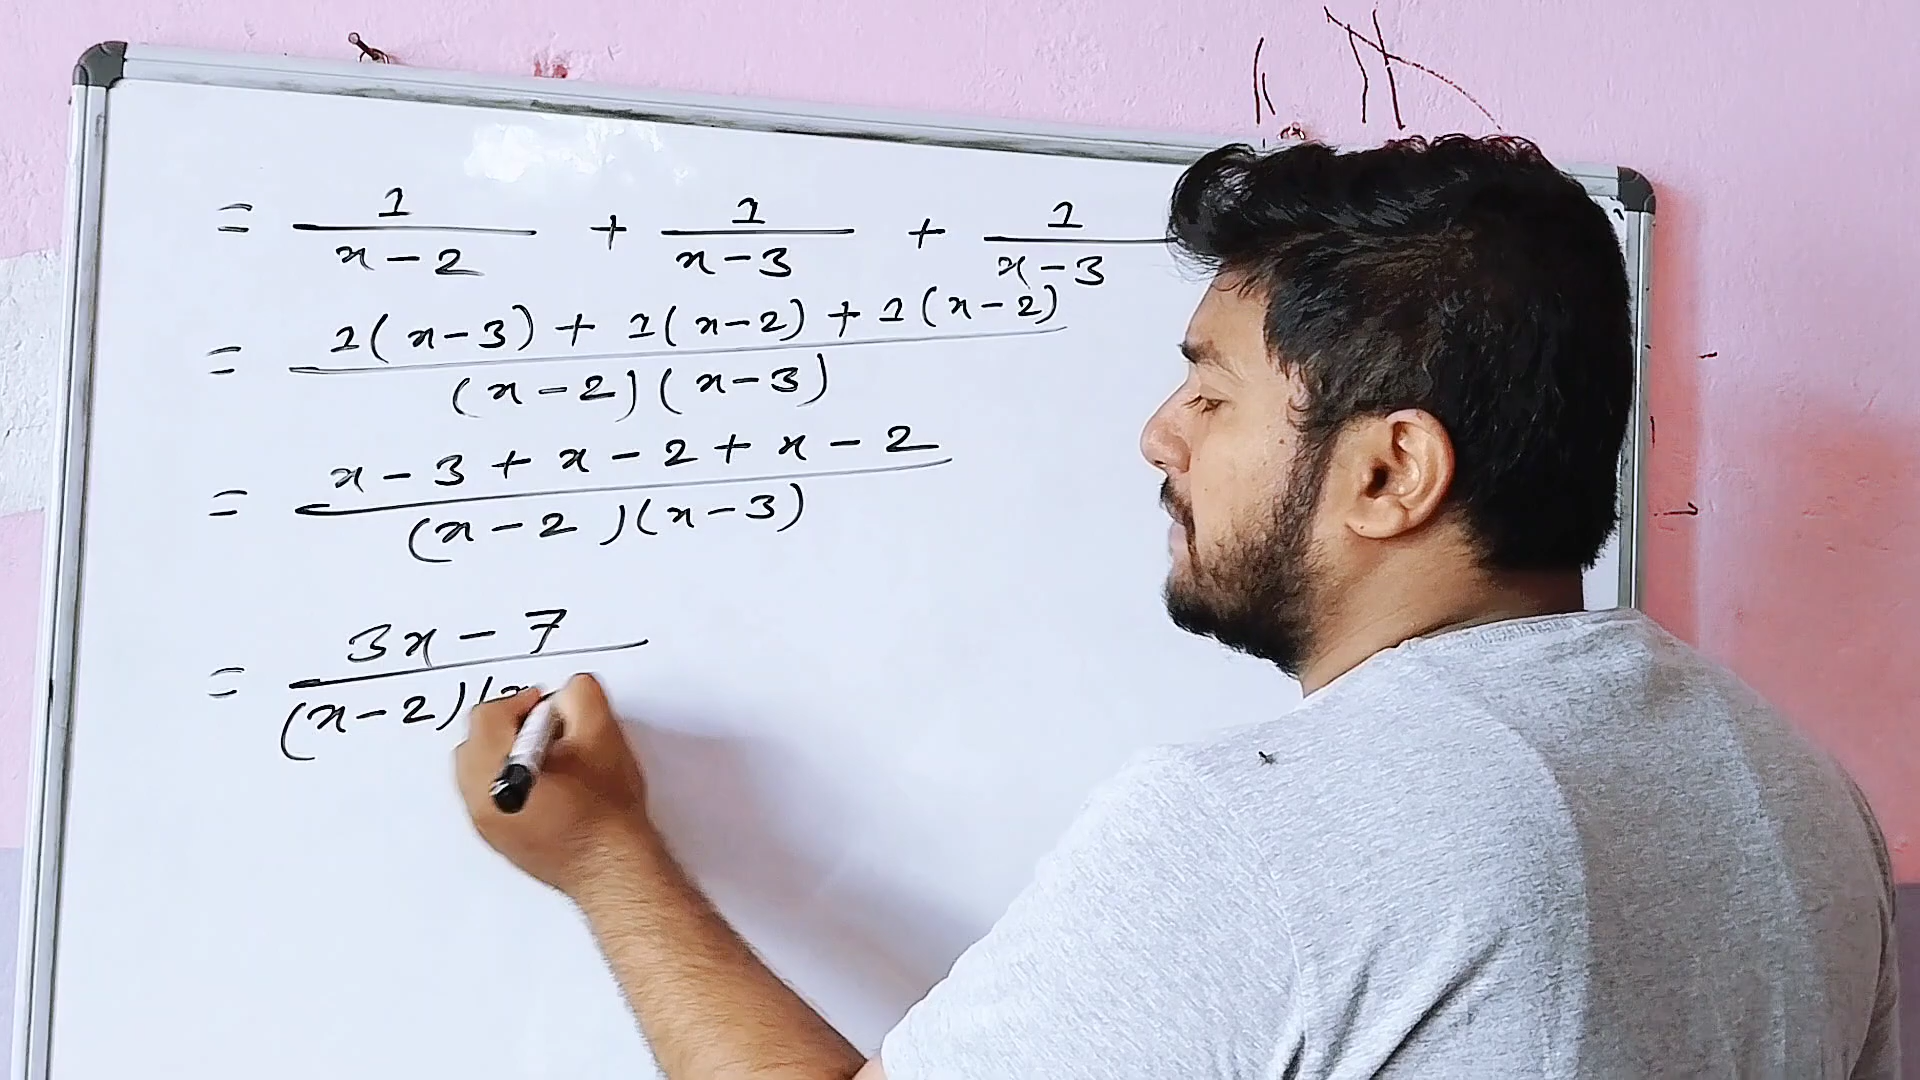 = 1/(x-2) + 1/(x-3) + 1/(x-3)
= (1(x-3) + 1(x-2) + 1(x-2))/((x-2)(x-3))
= (x-3+x-2+x-2)/((x-2)(x-3))
= (3x-7)/((x-2)(x